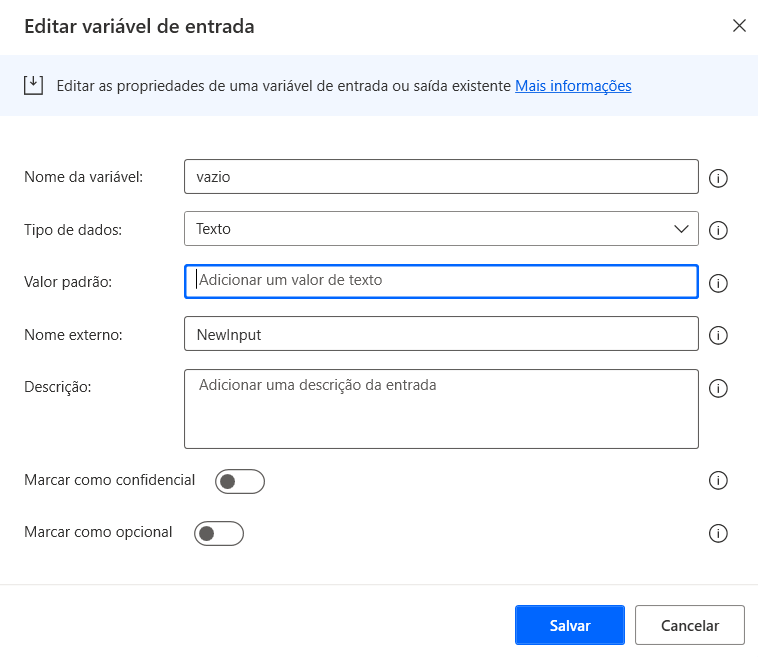 Editar variável de entrada
Editar as propriedades de uma variável de entrada ou saída existente Mais informações
Nome da variável: vazio
Tipo de dados: Texto
Valor padrão: Adicionar um valor de texto
Nome externo: NewInput
Descrição: Adicionar uma descrição da entrada
Marcar como confidencial
Marcar como opcional
Salvar Cancelar